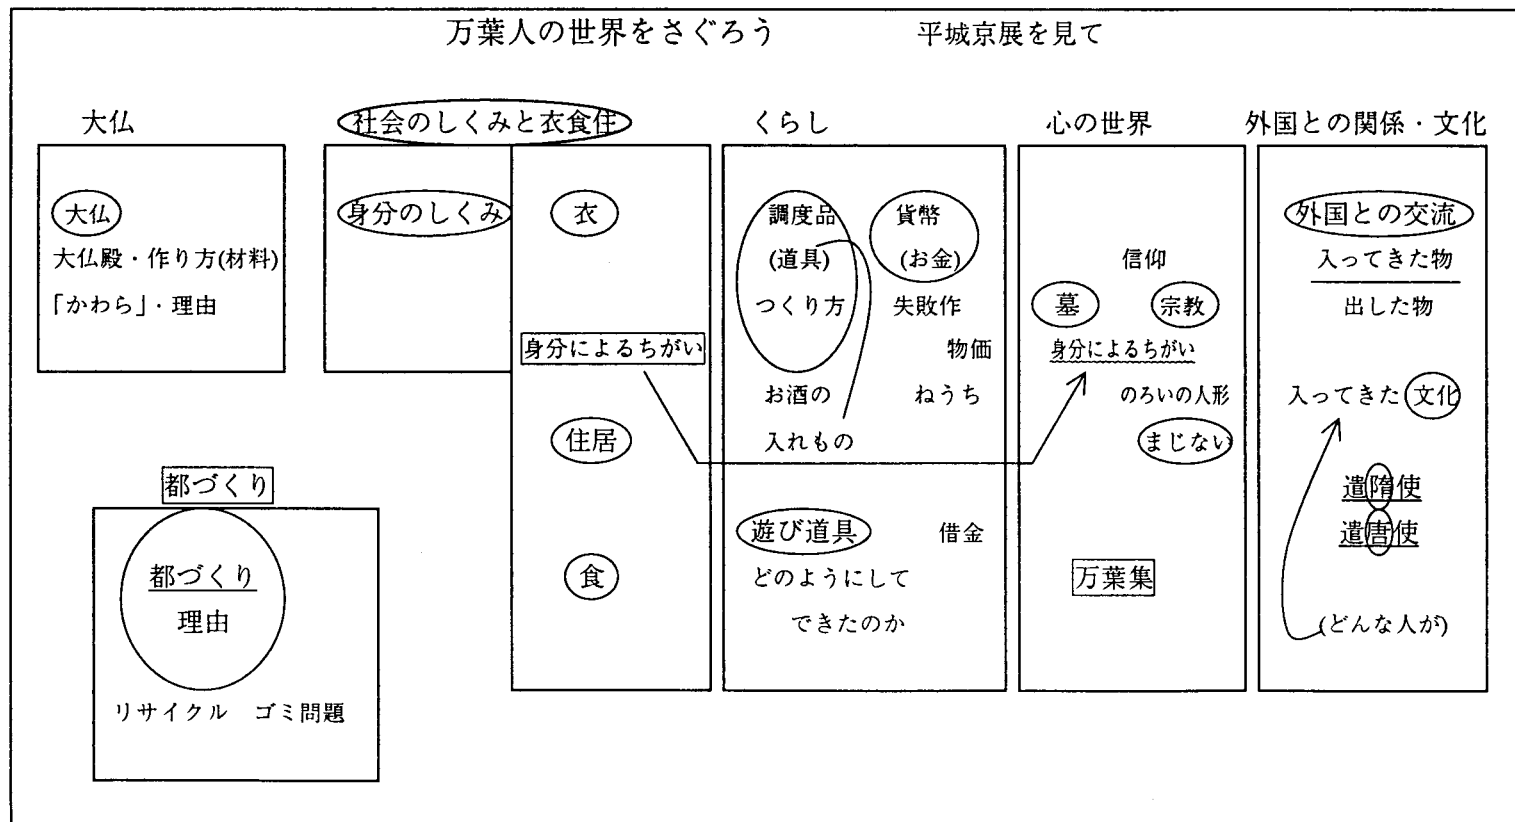 万葉人の世界をさぐろう 平城京展を見て
大仏
大仏
大仏殿・作り方(材料)
「かわら」・理由
都づくり
都づくり
理由
リサイクル ゴミ問題
社会のしくみと衣食住
身分のしくみ
衣
身分によるちがい
住居
食
くらし
調度品
(道具)
つくり方
お酒の
入れもの
貨幣
(お金)
失敗作
物価
ねうち
遊び道具
借金
どのようにして
できたのか
心の世界
信仰
墓
宗教
身分によるちがい
のろいの人形
まじない
万葉集
外国との関係・文化
外国との交流
入ってきた物
出した物
入ってきた文化
遣隋使
遣唐使
(どんな人が)